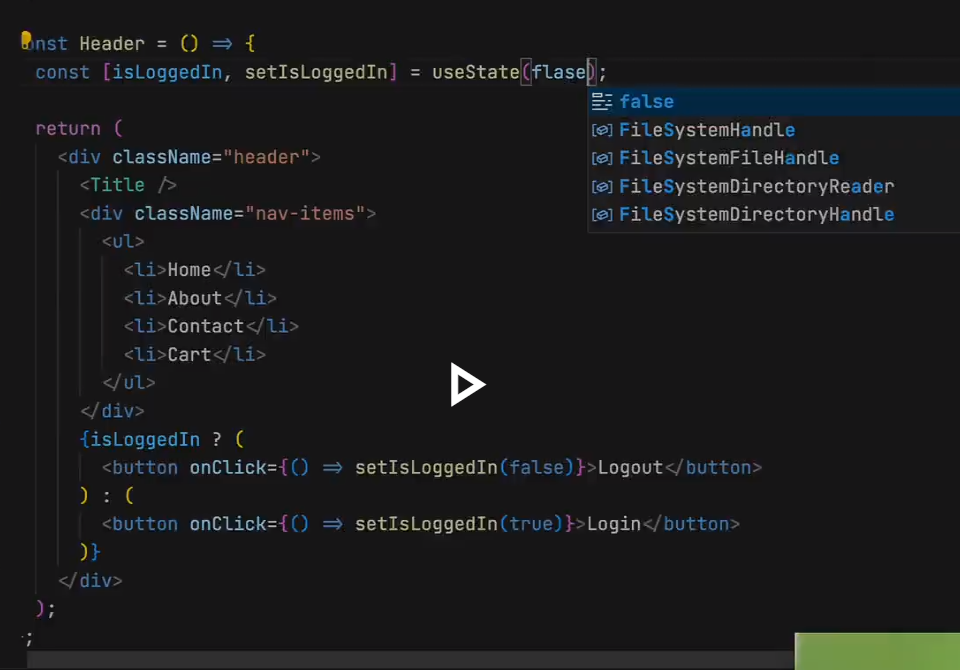 onst Header = () => {
const [isLoggedIn, setIsLoggedIn] = useState(flase);
false
FileSystemHandle
FileSystemFileHandle
FileSystemDirectoryReader
FileSystemDirectoryHandle
return (
<div className="header">
<Title />
<div className="nav-items">
<ul>
<li>Home</li>
<li>About</li>
<li>Contact</li>
<li>Cart</li>
</ul>
</div>
{isLoggedIn ? (
<button onClick={() => setIsLoggedIn(false)}>Logout</button>
) : (
<button onClick={() => setIsLoggedIn(true)}>Login</button>
)}
</div>
);
;